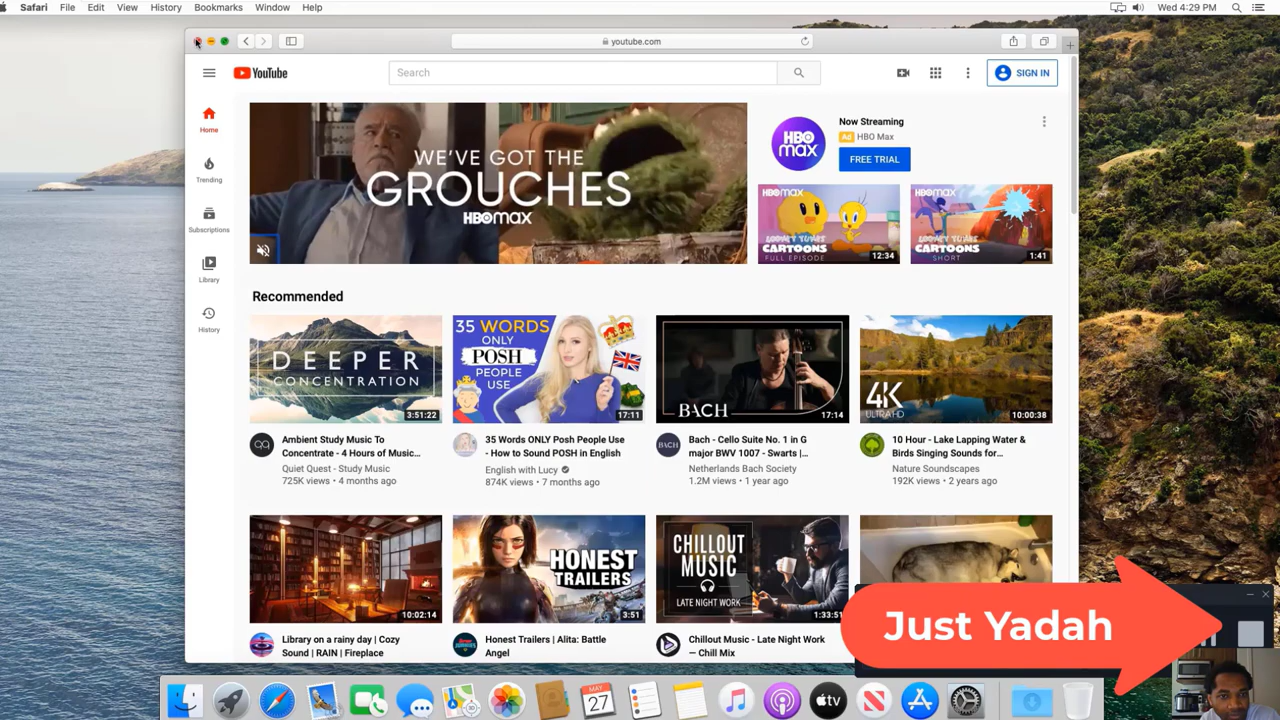 Safari File Edit View History Bookmarks Window Help Wed 4:29 PM
youtube.com
YouTube Search SIGN IN
Home
Trending
Subscriptions
Library
History
WE'VE GOT THE
GROUCHES
HBOMAX
HBO
max
Now Streaming
Ad HBO Max
FREE TRIAL
HBOMAX
LOONEY TUNES
CARTOONS
FULL EPISODE
12:34
HBOMAX
LOONEY TUNES
CARTOONS
SHORT
1:41
Recommended
DEEPER
CONCENTRATION
3:51:22
Ambient Study Music To
Concentrate - 4 Hours of Music...
Quiet Quest - Study Music
725K views • 4 months ago
35 WORDS
ONLY
POSH
PEOPLE
USE
17:11
35 Words ONLY Posh People Use
- How to Sound POSH in English
English with Lucy
874K views • 7 months ago
BACH
17:14
BACH
Bach - Cello Suite No. 1 in G
major BWV 1007 - Swarts |...
Netherlands Bach Society
1.2M views • 1 year ago
4K
ULTRA HD
10:00:38
10 Hour - Lake Lapping Water &
Birds Singing Sounds for...
Nature Soundscapes
192K views • 2 years ago
10:02:14
Library on a rainy day | Cozy
Sound | RAIN | Fireplace
HONEST
TRAILERS
3:51
Honest Trailers | Alita: Battle
Angel
CHILLOUT
MUSIC
LATE NIGHT WORK
1:33:51
Chillout Music - Late Night Work
— Chill Mix
Just Yadah
MAY
27
tv